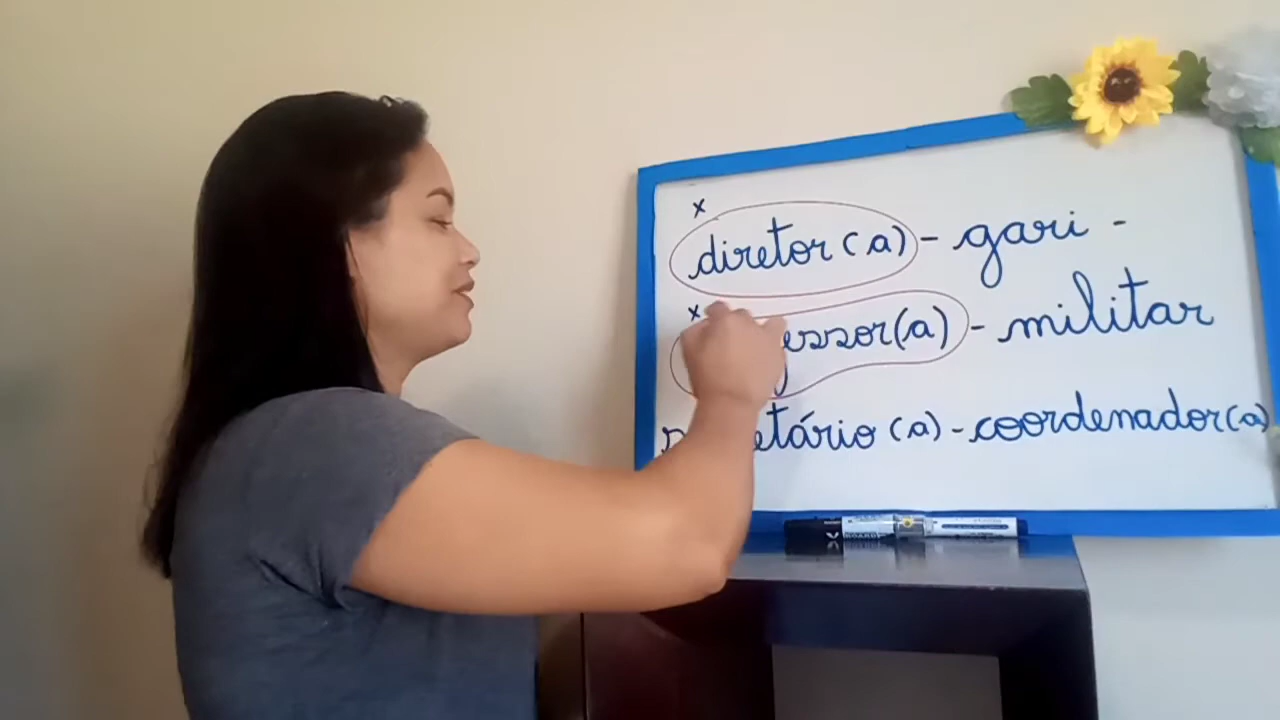 x
diretor (a) - gari -
x
essor(a) - militar
etário (a) - coordenador(a)